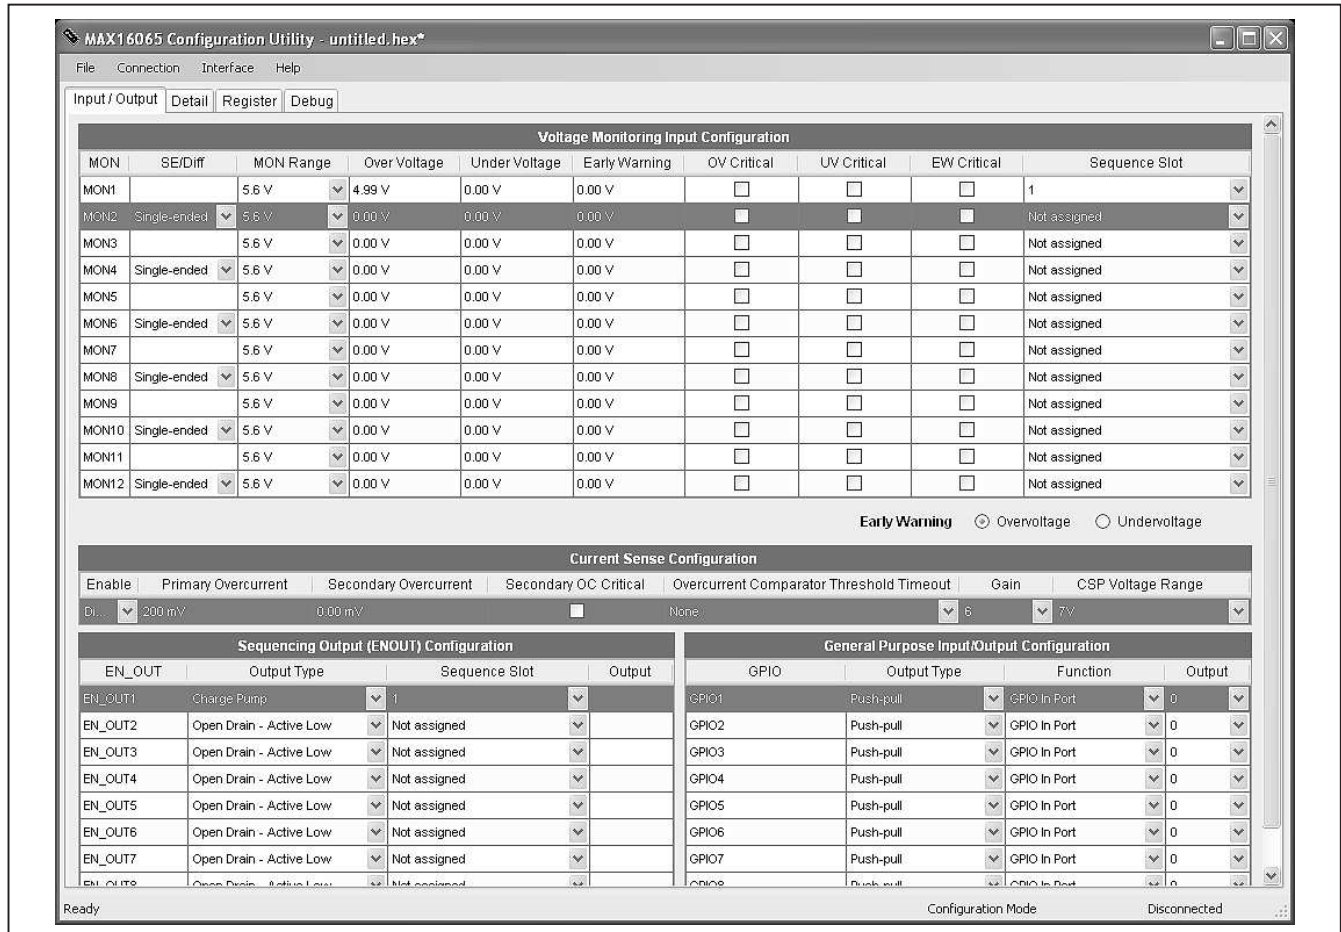 MAX16065 Configuration Utility - untitled.hex*
File Connection Interface Help
Input / Output Detail Register Debug
Voltage Monitoring Input Configuration
MON SE/Diff MON Range Over Voltage Under Voltage Early Warning OV Critical UV Critical EW Critical Sequence Slot
MON1 5.6 V 4.99 V 0.00 V 0.00 V 1
MON2 Single-ended 5.6 V 0.00 V 0.00 V 0.00 V Not assigned
MON3 5.6 V 0.00 V 0.00 V 0.00 V Not assigned
MON4 Single-ended 5.6 V 0.00 V 0.00 V 0.00 V Not assigned
MON5 5.6 V 0.00 V 0.00 V 0.00 V Not assigned
MON6 Single-ended 5.6 V 0.00 V 0.00 V 0.00 V Not assigned
MON7 5.6 V 0.00 V 0.00 V 0.00 V Not assigned
MON8 Single-ended 5.6 V 0.00 V 0.00 V 0.00 V Not assigned
MON9 5.6 V 0.00 V 0.00 V 0.00 V Not assigned
MON10 Single-ended 5.6 V 0.00 V 0.00 V 0.00 V Not assigned
MON11 5.6 V 0.00 V 0.00 V 0.00 V Not assigned
MON12 Single-ended 5.6 V 0.00 V 0.00 V 0.00 V Not assigned
Early Warning Overvoltage Undervoltage
Current Sense Configuration
Enable Primary Overcurrent Secondary Overcurrent Secondary OC Critical Overcurrent Comparator Threshold Timeout Gain CSP Voltage Range
Di... 200 mV 0.00 mV None 6 7V
Sequencing Output (ENOUT) Configuration
EN_OUT Output Type Sequence Slot Output
EN_OUT1 Charge Pump 1
EN_OUT2 Open Drain - Active Low Not assigned
EN_OUT3 Open Drain - Active Low Not assigned
EN_OUT4 Open Drain - Active Low Not assigned
EN_OUT5 Open Drain - Active Low Not assigned
EN_OUT6 Open Drain - Active Low Not assigned
EN_OUT7 Open Drain - Active Low Not assigned
General Purpose Input/Output Configuration
GPIO Output Type Function Output
GPIO1 Push-pull GPIO In Port 0
GPIO2 Push-pull GPIO In Port 0
GPIO3 Push-pull GPIO In Port 0
GPIO4 Push-pull GPIO In Port 0
GPIO5 Push-pull GPIO In Port 0
GPIO6 Push-pull GPIO In Port 0
GPIO7 Push-pull GPIO In Port 0
Ready Configuration Mode Disconnected